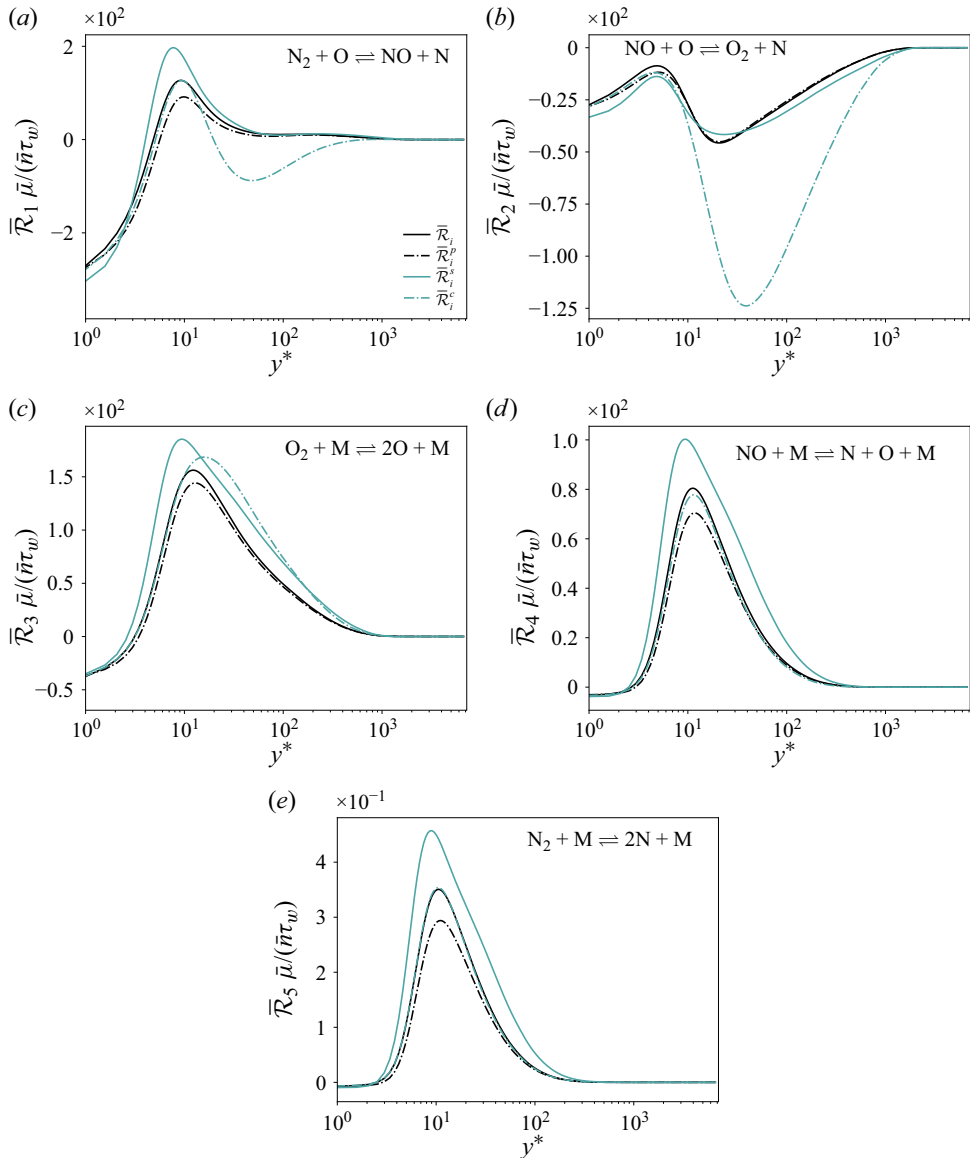 (a)
×10²
N₂ + O ⇌ NO + N
2
0
−2
R̅₁ μ̄/(n̄τ_w)
R̅ᵢ
R̅ᵢᵖ
R̅ᵢˢ
R̅ᵢᶜ
10⁰ 10¹ 10² 10³
y*
(b)
×10²
NO + O ⇌ O₂ + N
0
−0.25
−0.50
−0.75
−1.00
−1.25
R̅₂ μ̄/(n̄τ_w)
10⁰ 10¹ 10² 10³
y*
(c)
×10²
O₂ + M ⇌ 2O + M
1.5
1.0
0.5
0
−0.5
R̅₃ μ̄/(n̄τ_w)
10⁰ 10¹ 10² 10³
y*
(d)
×10²
NO + M ⇌ N + O + M
1.0
0.8
0.6
0.4
0.2
0
R̅₄ μ̄/(n̄τ_w)
10⁰ 10¹ 10² 10³
y*
(e)
×10⁻¹
N₂ + M ⇌ 2N + M
4
3
2
1
0
R̅₅ μ̄/(n̄τ_w)
10⁰ 10¹ 10² 10³
y*